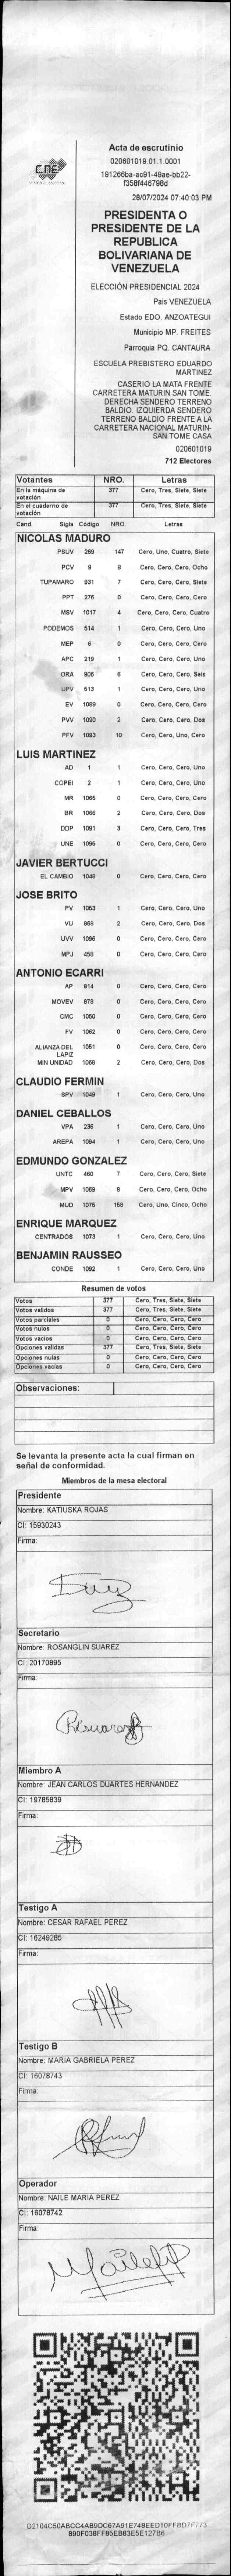 CNE
Acta de escrutinio
020601019.01.1.0001
191266ba-ac91-49ae-bb22-
f358f446798d
28/07/2024 07:40:03 PM
PRESIDENTA O
PRESIDENTE DE LA
REPUBLICA
BOLIVARIANA DE
VENEZUELA
ELECCIÓN PRESIDENCIAL 2024
Pais VENEZUELA
Estado EDO. ANZOATEGUI
Municipio MP. FREITES
Parroquia PQ. CANTAURA
ESCUELA PREBISTERO EDUARDO
MARTINEZ
CASERIO LA MATA FRENTE
CARRETERA MATURIN SAN TOME.
DERECHA SENDERO TERRENO
BALDIO. IZQUIERDA SENDERO
TERRENO BALDIO FRENTE A LA
CARRETERA NACIONAL MATURIN-
SAN TOME CASA
020601019
712 Electores
Votantes NRO. Letras
En la máquina de votación 377 Cero, Tres, Siete, Siete
En el cuaderno de votación 377 Cero, Tres, Siete, Siete
Cand. Sigla Código NRO. Letras
NICOLAS MADURO
PSUV 269 147 Cero, Uno, Cuatro, Siete
PCV 9 8 Cero, Cero, Cero, Ocho
TUPAMARO 931 7 Cero, Cero, Cero, Siete
PPT 276 0 Cero, Cero, Cero, Cero
MSV 1017 4 Cero, Cero, Cero, Cuatro
PODEMOS 514 1 Cero, Cero, Cero, Uno
MEP 6 0 Cero, Cero, Cero, Cero
APC 219 1 Cero, Cero, Cero, Uno
ORA 906 6 Cero, Cero, Cero, Seis
UPV 513 1 Cero, Cero, Cero, Uno
EV 1089 0 Cero, Cero, Cero, Cero
PVV 1090 2 Cero, Cero, Cero, Dos
PFV 1093 10 Cero, Cero, Uno, Cero
LUIS MARTINEZ
AD 1 1 Cero, Cero, Cero, Uno
COPEI 2 1 Cero, Cero, Cero, Uno
MR 1065 0 Cero, Cero, Cero, Cero
BR 1066 2 Cero, Cero, Cero, Dos
DDP 1091 3 Cero, Cero, Cero, Tres
UNE 1095 0 Cero, Cero, Cero, Cero
JAVIER BERTUCCI
EL CAMBIO 1048 0 Cero, Cero, Cero, Cero
JOSE BRITO
PV 1053 1 Cero, Cero, Cero, Uno
VU 868 2 Cero, Cero, Cero, Dos
UVV 1096 0 Cero, Cero, Cero, Cero
MPJ 458 0 Cero, Cero, Cero, Cero
ANTONIO ECARRI
AP 914 0 Cero, Cero, Cero, Cero
MOVEV 878 0 Cero, Cero, Cero, Cero
CMC 1050 0 Cero, Cero, Cero, Cero
FV 1062 0 Cero, Cero, Cero, Cero
ALIANZA DEL LAPIZ 1051 0 Cero, Cero, Cero, Cero
MIN UNIDAD 1068 2 Cero, Cero, Cero, Dos
CLAUDIO FERMIN
SPV 1049 1 Cero, Cero, Cero, Uno
DANIEL CEBALLOS
VPA 236 1 Cero, Cero, Cero, Uno
AREPA 1094 1 Cero, Cero, Cero, Uno
EDMUNDO GONZALEZ
UNTC 460 7 Cero, Cero, Cero, Siete
MPV 1069 8 Cero, Cero, Cero, Ocho
MUD 1075 158 Cero, Uno, Cinco, Ocho
ENRIQUE MARQUEZ
CENTRADOS 1073 1 Cero, Cero, Cero, Uno
BENJAMIN RAUSSEO
CONDE 1092 1 Cero, Cero, Cero, Uno
Resumen de votos
Votos 377 Cero, Tres, Siete, Siete
Votos validos 377 Cero, Tres, Siete, Siete
Votos parciales 0 Cero, Cero, Cero, Cero
Votos nulos 0 Cero, Cero, Cero, Cero
Votos vacios 0 Cero, Cero, Cero, Cero
Opciones validas 377 Cero, Tres, Siete, Siete
Opciones nulas 0 Cero, Cero, Cero, Cero
Opciones vacias 0 Cero, Cero, Cero, Cero
Observaciones:
Se levanta la presente acta la cual firman en
señal de conformidad.
Miembros de la mesa electoral
Presidente
Nombre: KATIUSKA ROJAS
CI: 15930243
Firma:
Secretario
Nombre: ROSANGLIN SUAREZ
CI: 20170895
Firma:
Miembro A
Nombre: JEAN CARLOS DUARTES HERNANDEZ
CI: 19785839
Firma:
Testigo A
Nombre: CESAR RAFAEL PEREZ
CI: 16249285
Firma:
Testigo B
Nombre: MARIA GABRIELA PEREZ
CI: 16078743
Firma:
Operador
Nombre: NAILE MARIA PEREZ
CI: 16078742
Firma:
890F038FF85EB83E5E127B6